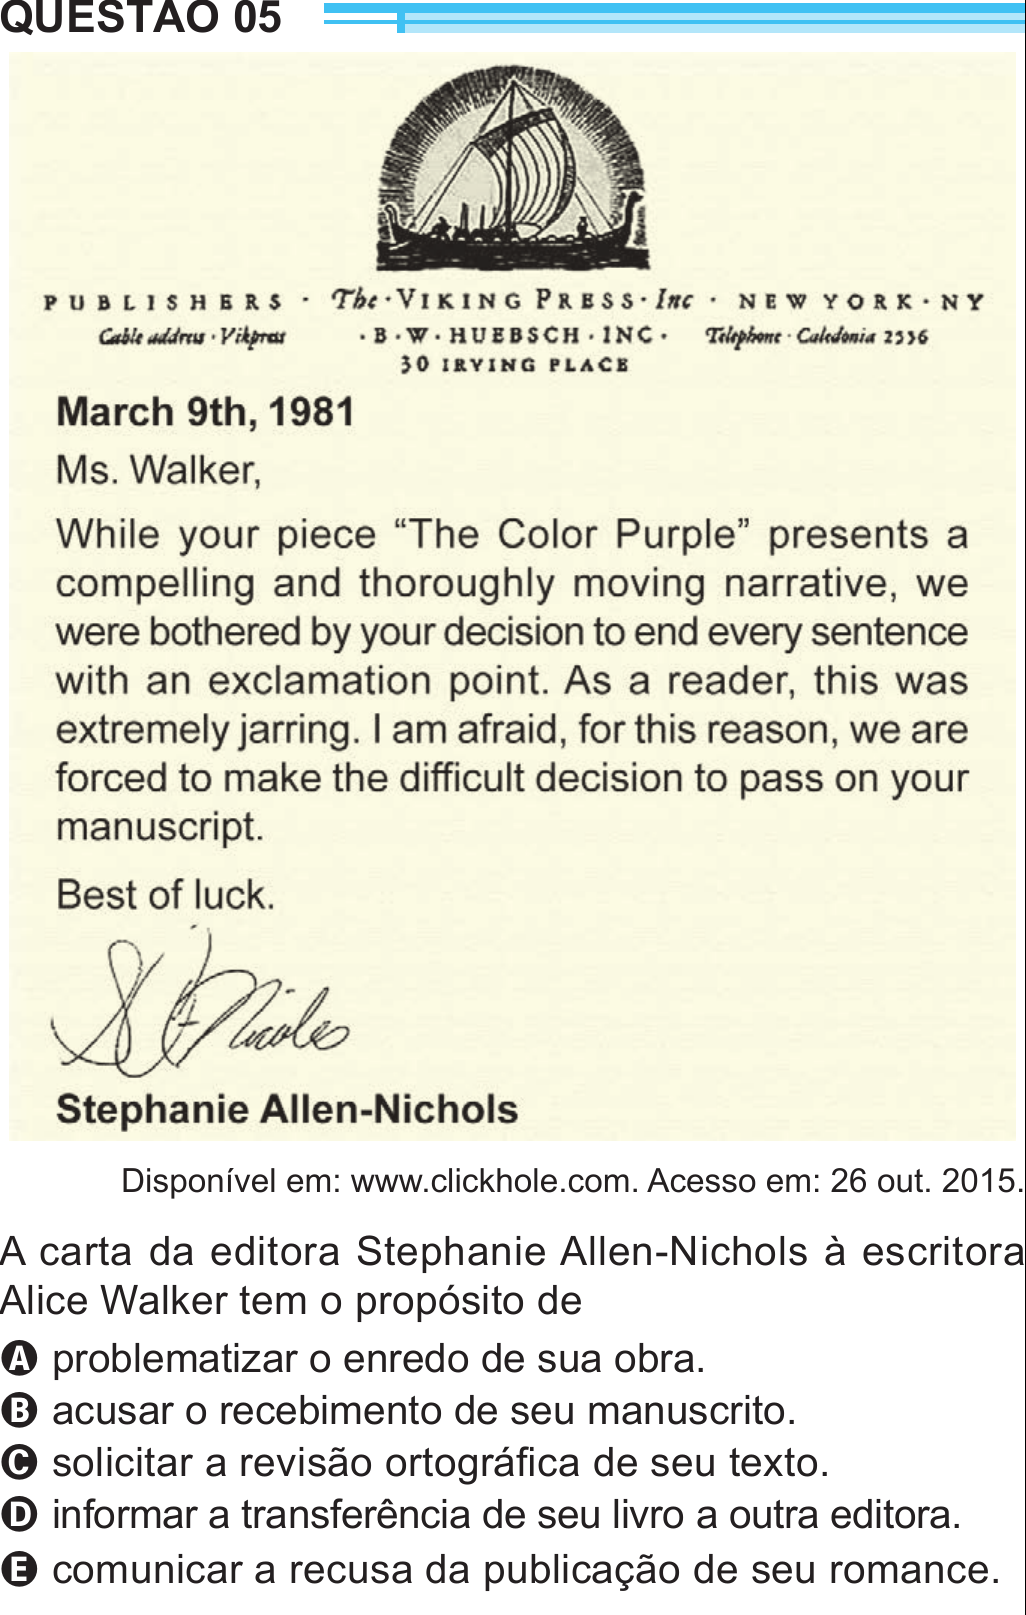 QUESTÃO 05
PUBLISHERS · The · VIKING PRESS · Inc · NEW YORK · NY
Cable address · Vikpress · B · W · HUEBSCH · INC · Telephone · Caledonia 2536
30 IRVING PLACE
March 9th, 1981
Ms. Walker,
While your piece “The Color Purple” presents a
compelling and thoroughly moving narrative, we
were bothered by your decision to end every sentence
with an exclamation point. As a reader, this was
extremely jarring. I am afraid, for this reason, we are
forced to make the difficult decision to pass on your
manuscript.
Best of luck.
Stephanie Allen-Nichols
Disponível em: www.clickhole.com. Acesso em: 26 out. 2015.
A carta da editora Stephanie Allen-Nichols à escritora
Alice Walker tem o propósito de
A problematizar o enredo de sua obra.
B acusar o recebimento de seu manuscrito.
C solicitar a revisão ortográfica de seu texto.
D informar a transferência de seu livro a outra editora.
E comunicar a recusa da publicação de seu romance.